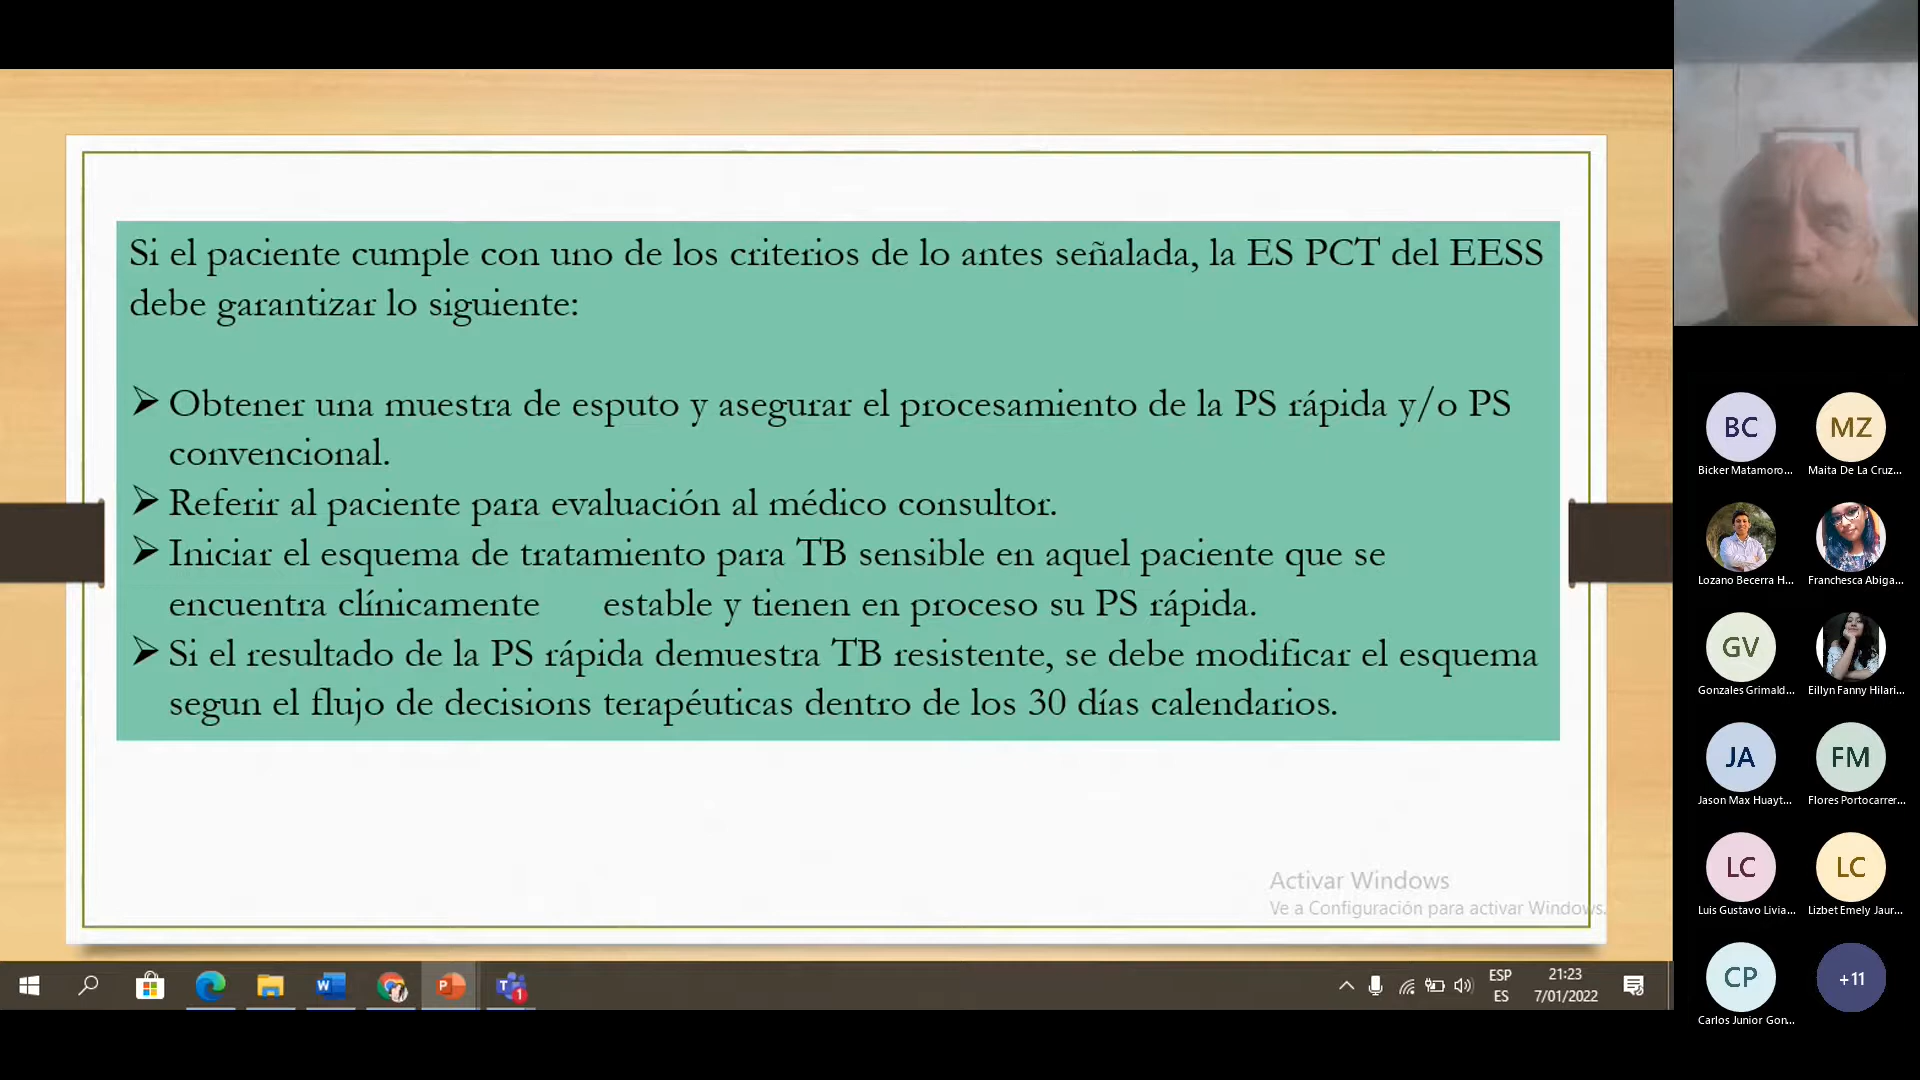 Si el paciente cumple con uno de los criterios de lo antes señalada, la ES PCT del EESS
debe garantizar lo siguiente:
➢ Obtener una muestra de esputo y asegurar el procesamiento de la PS rápida y/o PS
convencional.
➢ Referir al paciente para evaluación al médico consultor.
➢ Iniciar el esquema de tratamiento para TB sensible en aquel paciente que se
encuentra clínicamente estable y tienen en proceso su PS rápida.
➢ Si el resultado de la PS rápida demuestra TB resistente, se debe modificar el esquema
segun el flujo de decisions terapéuticas dentro de los 30 días calendarios.
Activar Windows
Ve a Configuración para activar Windows.
ESP
ES
21:23
7/01/2022
1
BC
MZ
Bicker Matamoro...
Maita De La Cruz...
Lozano Becerra H...
Franchesca Abiga...
GV
Gonzales Grimald...
Eillyn Fanny Hilari...
JA
FM
Jason Max Huayt...
Flores Portocarrer...
LC
LC
Luis Gustavo Livia...
Lizbet Emely Jaur...
CP
+11
Carlos Junior Gon...